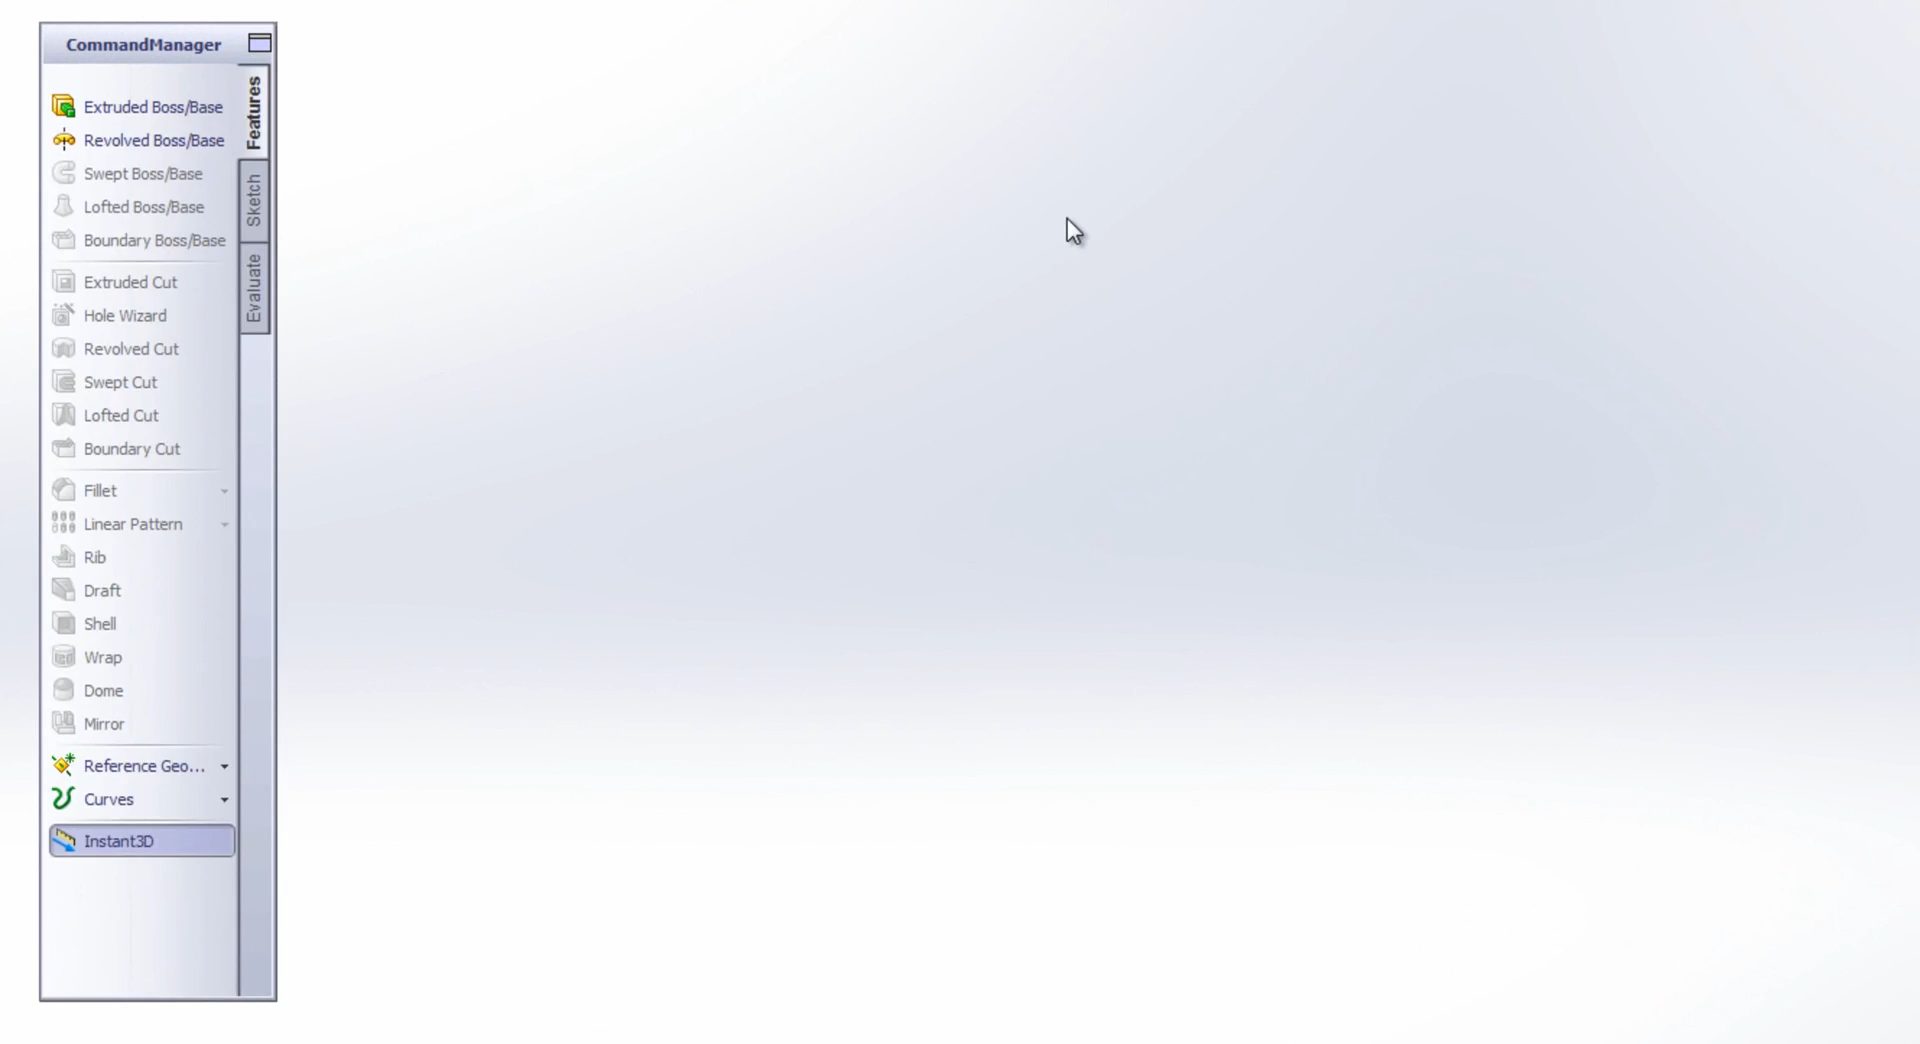 CommandManager
Extruded Boss/Base
Revolved Boss/Base
Swept Boss/Base
Lofted Boss/Base
Boundary Boss/Base
Extruded Cut
Hole Wizard
Revolved Cut
Swept Cut
Lofted Cut
Boundary Cut
Fillet
Linear Pattern
Rib
Draft
Shell
Wrap
Dome
Mirror
Reference Geo...
Curves
Instant3D
Features
Sketch
Evaluate